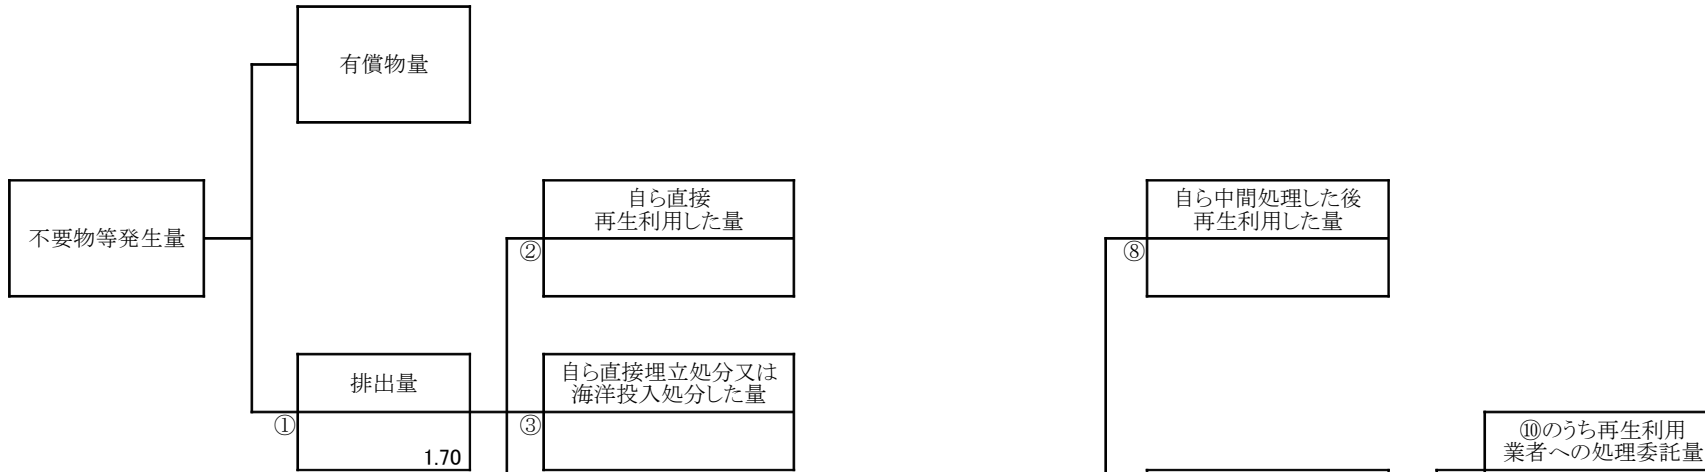 有償物量
不要物等発生量
自ら直接
再生利用した量
②
自ら中間処理した後
再生利用した量
⑧
排出量
①
1.70
自ら直接埋立処分又は
海洋投入処分した量
③
⑩のうち再生利用
業者への処理委託量